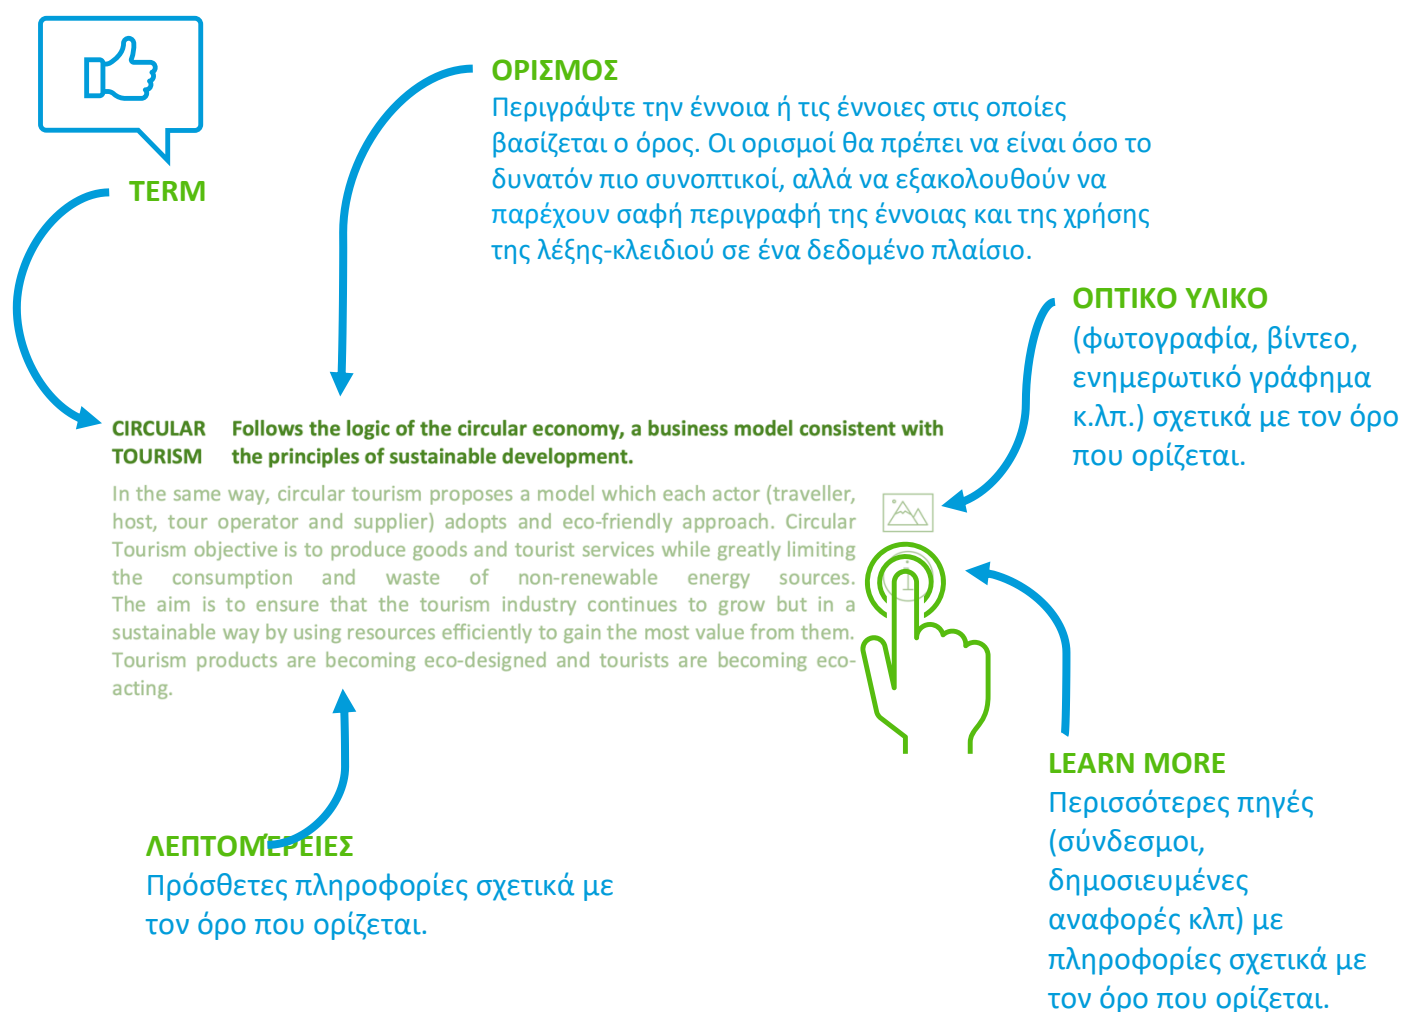 ΟΡΙΣΜΟΣ
Περιγράψτε την έννοια ή τις έννοιες στις οποίες
βασίζεται ο όρος. Οι ορισμοί θα πρέπει να είναι όσο το
δυνατόν πιο συνοπτικοί, αλλά να εξακολουθούν να
παρέχουν σαφή περιγραφή της έννοιας και της χρήσης
της λέξης-κλειδιού σε ένα δεδομένο πλαίσιο.
TERM
ΟΠΤΙΚΟ ΥΛΙΚΟ
(φωτογραφία, βίντεο,
ενημερωτικό γράφημα
κ.λπ.) σχετικά με τον όρο
που ορίζεται.
CIRCULAR TOURISM
Follows the logic of the circular economy, a business model consistent with
the principles of sustainable development.
In the same way, circular tourism proposes a model which each actor (traveller,
host, tour operator and supplier) adopts and eco-friendly approach. Circular
Tourism objective is to produce goods and tourist services while greatly limiting
the consumption and waste of non-renewable energy sources.
The aim is to ensure that the tourism industry continues to grow but in a
sustainable way by using resources efficiently to gain the most value from them.
Tourism products are becoming eco-designed and tourists are becoming eco-
acting.
LEARN MORE
Περισσότερες πηγές
(σύνδεσμοι,
δημοσιευμένες
αναφορές κλπ) με
πληροφορίες σχετικά με
τον όρο που ορίζεται.
ΛΕΠΤΟΜΈΡΕΙΕΣ
Πρόσθετες πληροφορίες σχετικά με
τον όρο που ορίζεται.